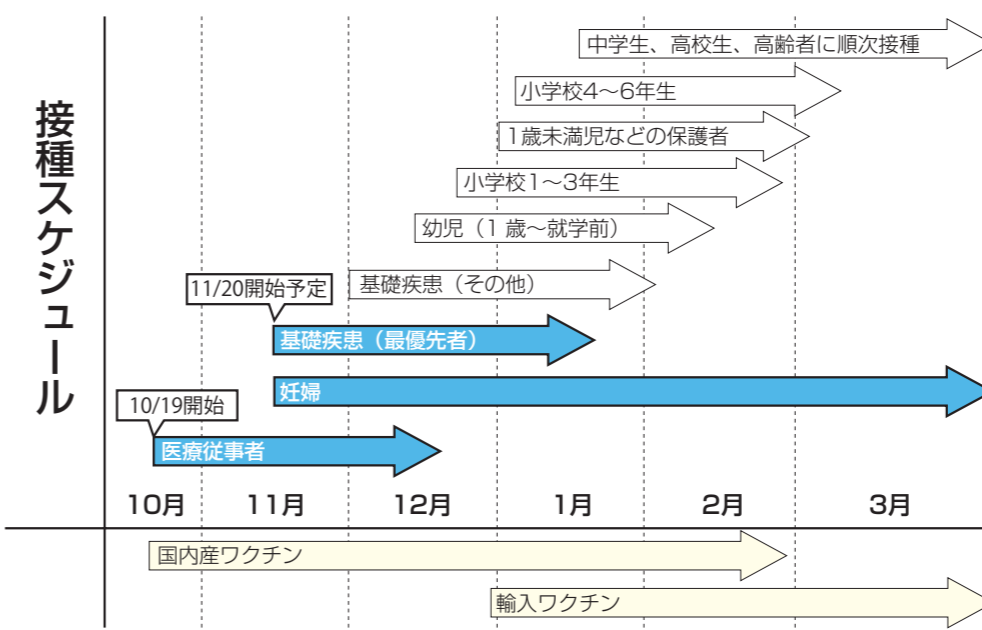 接種スケジュール
中学生、高校生、高齢者に順次接種
小学校4〜6年生
1歳未満児などの保護者
小学校1〜3年生
幼児（1歳〜就学前）
基礎疾患（その他）
11/20開始予定
基礎疾患（最優先者）
妊婦
10/19開始
医療従事者
10月 11月 12月 1月 2月 3月
国内産ワクチン
輸入ワクチン